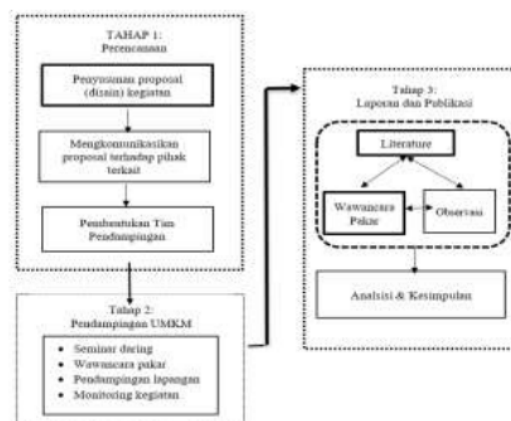 TAHAP 1:
Perencanaan
Penyusunan proposal
(disain) kegiatan
Mengkomunikasikan
proposal terhadap pihak
terkait
Pembentukan Tim
Pendampingan
Tahap 2:
Pendampingan UMKM
Seminar daring
Wawancara pakar
Pendampingan lapangan
Monitoring kegiatan
Tahap 3:
Laporan dan Publikasi
Literature
Wawancara
Pakar
Observasi
Analsisi & Kesimpulan